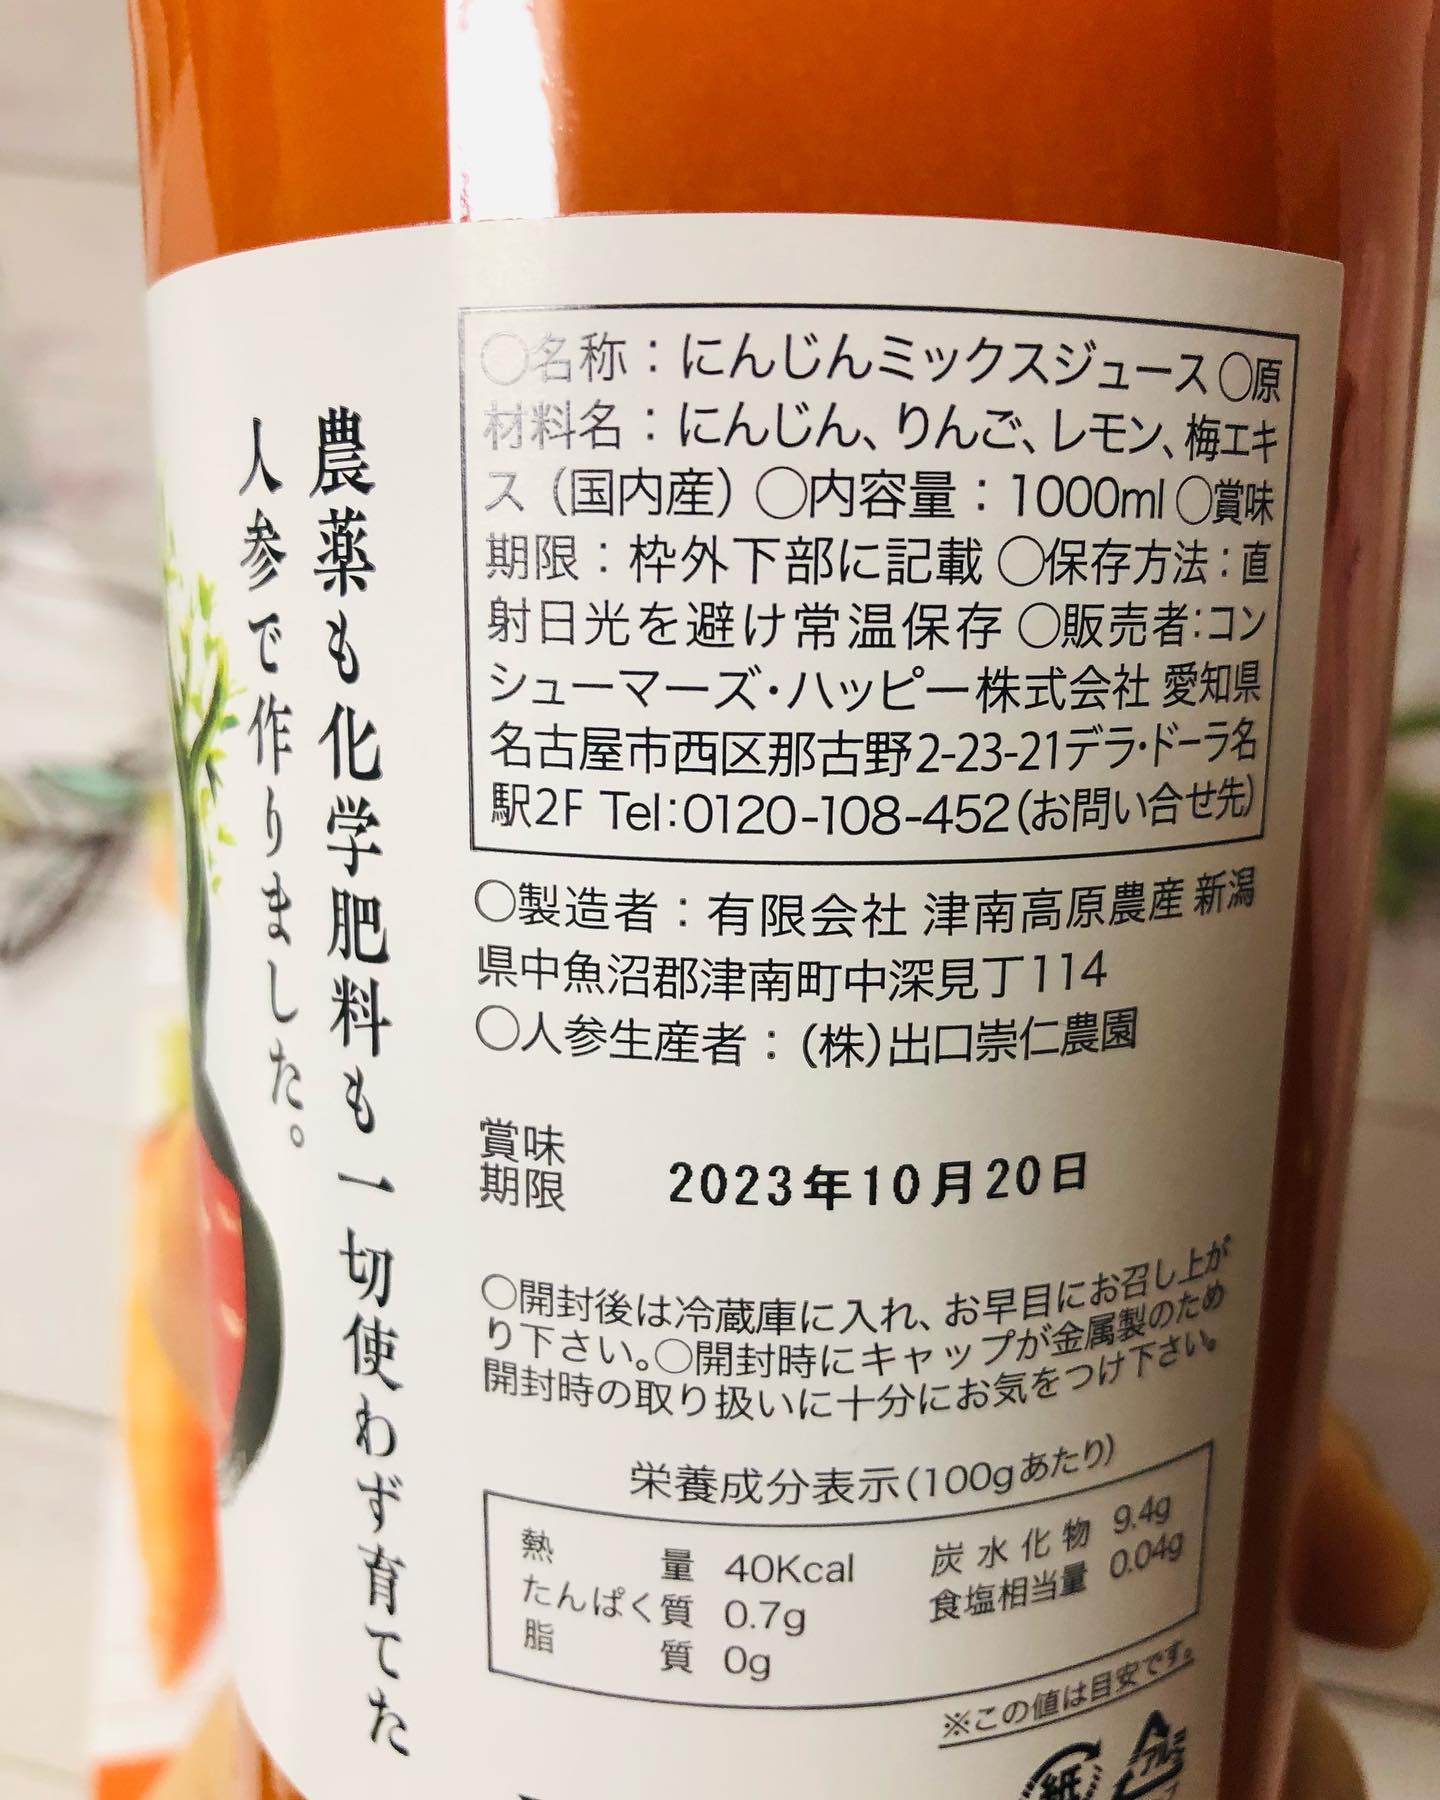 農薬も化学肥料も一切使わず育てた
人参で作りました。
○名称：にんじんミックスジュース ○原
材料名：にんじん、りんご、レモン、梅エキ
ス（国内産）○内容量：1000ml ○賞味
期限：枠外下部に記載 ○保存方法：直
射日光を避け常温保存 ○販売者：コン
シューマーズ・ハッピー株式会社 愛知県
名古屋市西区那古野2-23-21デラ・ドーラ名
駅2F Tel:0120-108-452（お問い合せ先）
○製造者：有限会社 津南高原農産 新潟
県中魚沼郡津南町中深見丁114
○人参生産者：（株）出口崇仁農園
賞味
期限 2023年10月20日
○開封後は冷蔵庫に入れ、お早目にお召し上が
り下さい。○開封時にキャップが金属製のため
開封時の取り扱いに十分にお気をつけ下さい。
栄養成分表示（100gあたり）
熱量 40Kcal 炭水化物 9.4g
たんぱく質 0.7g 食塩相当量 0.04g
脂質 0g
※この値は目安です。
紙 アルミ